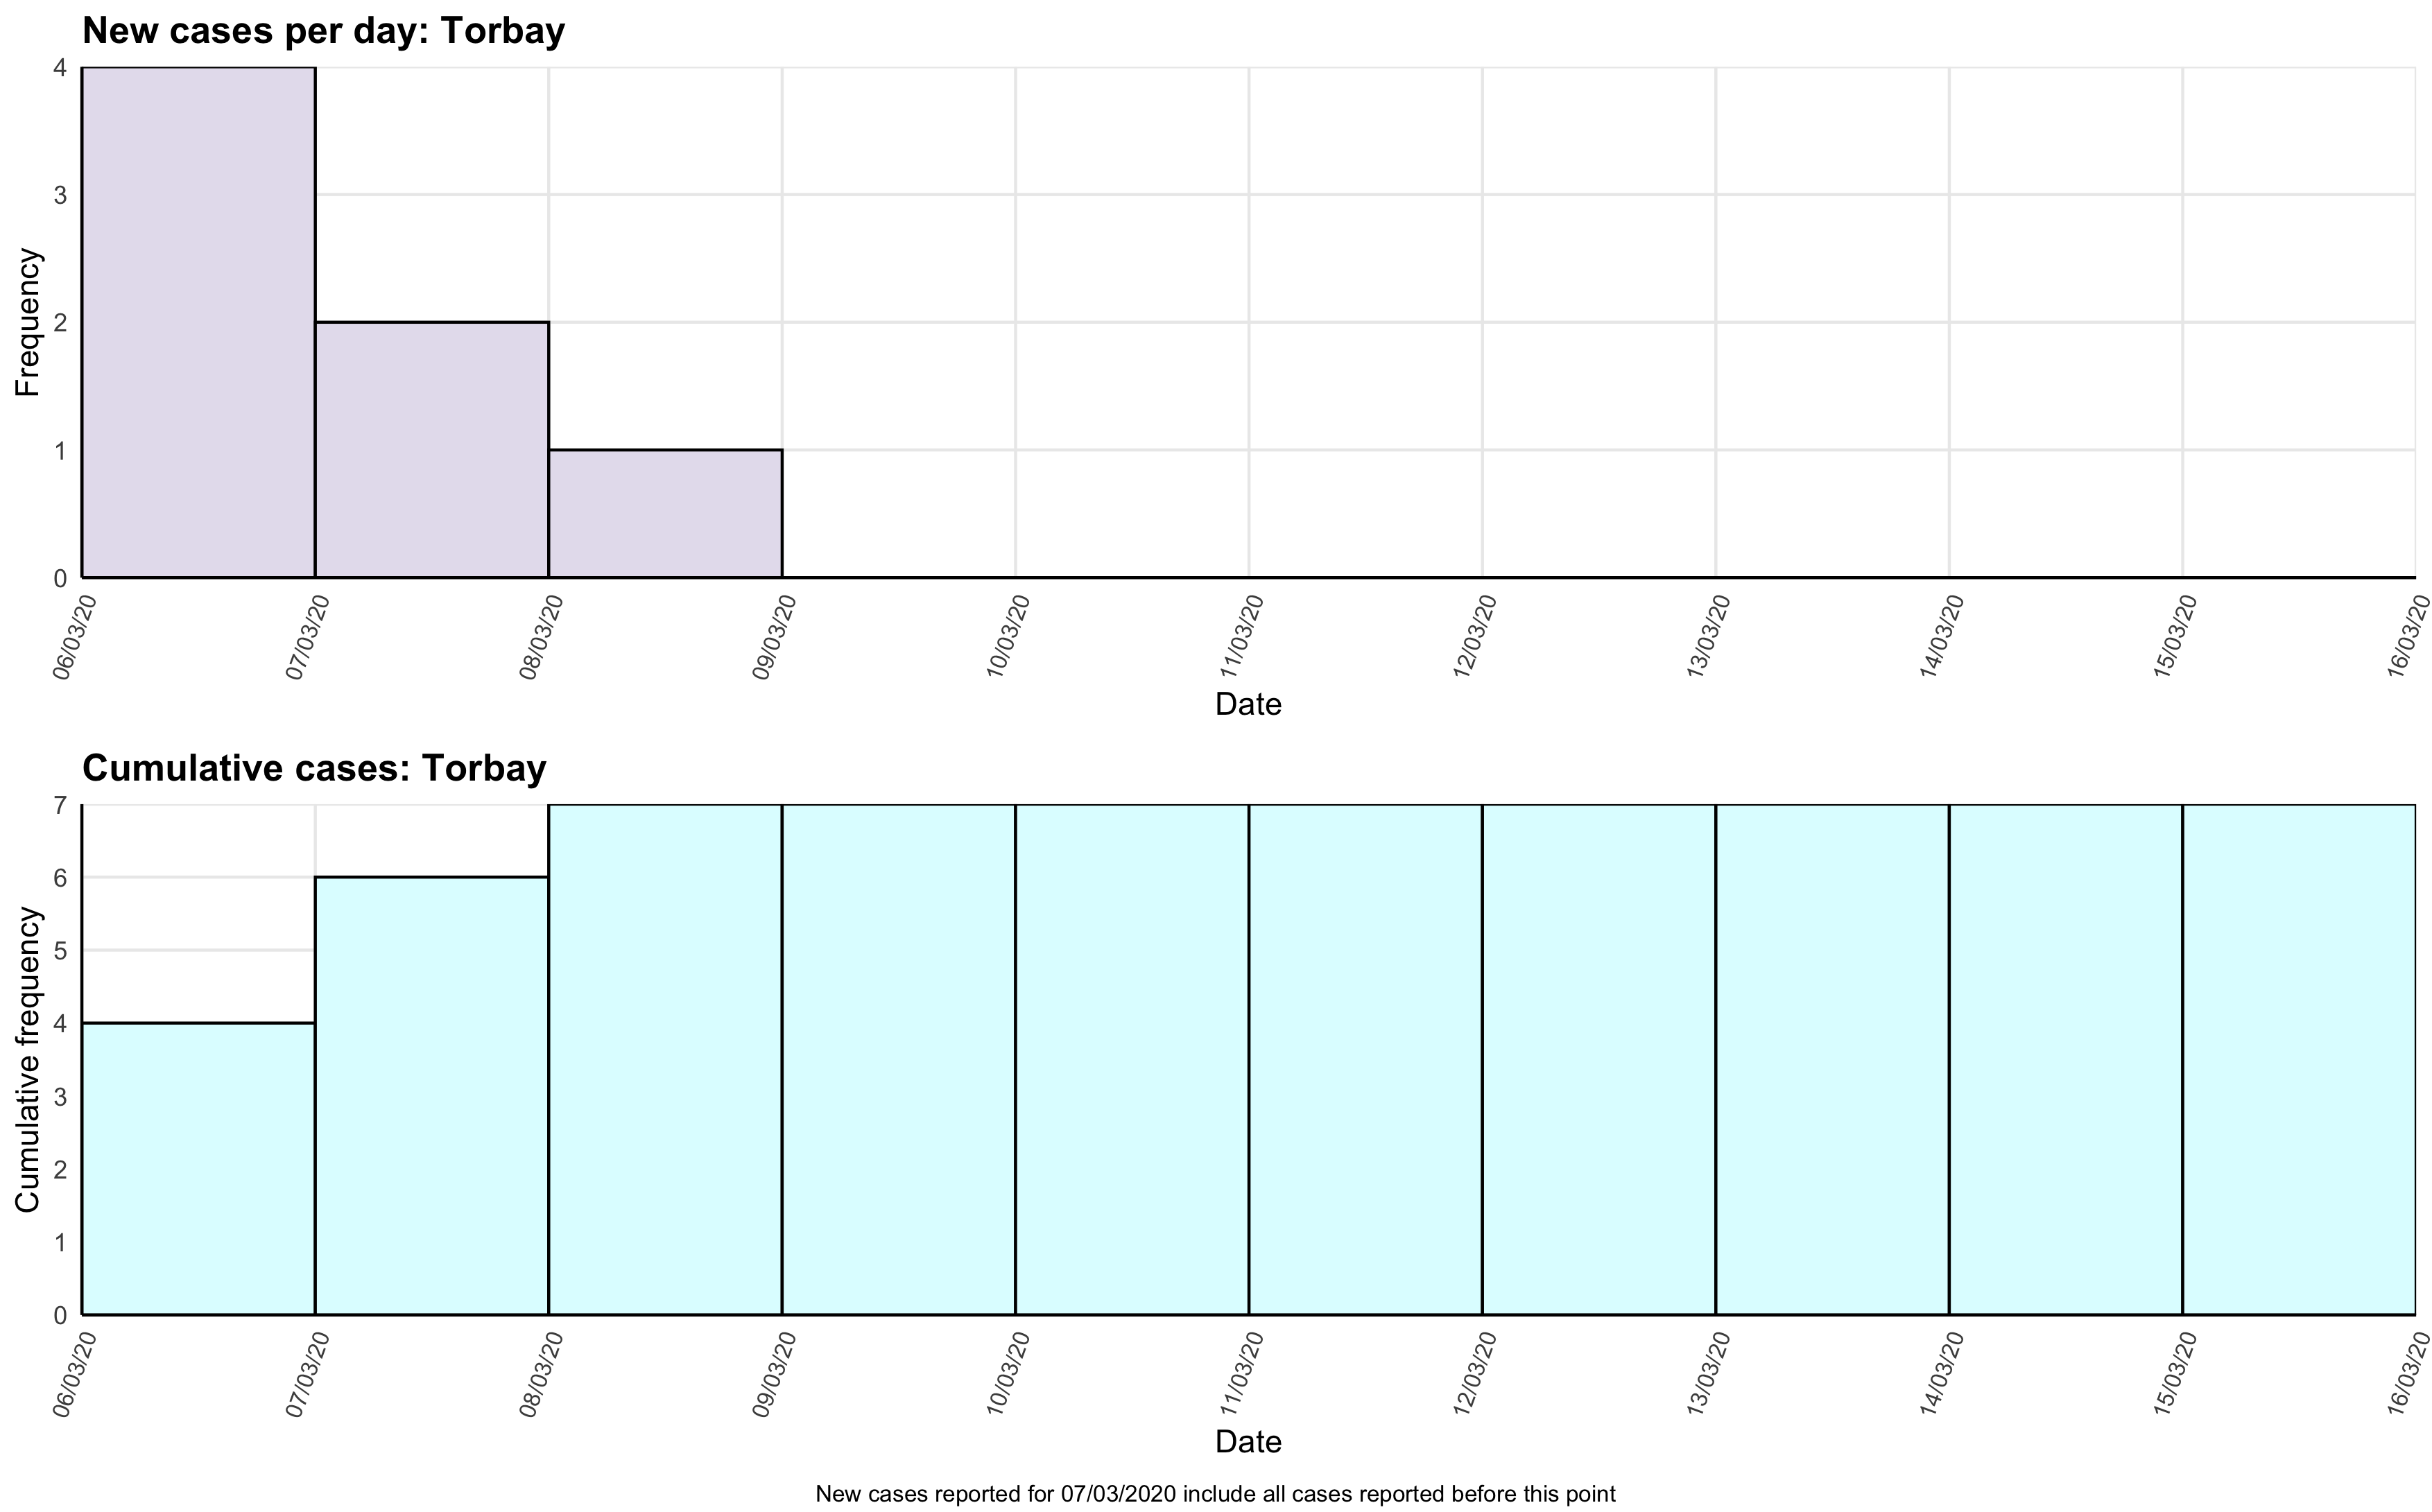 New cases per day: Torbay
4
3
2
1
0
Frequency
06/03/20 07/03/20 08/03/20 09/03/20 10/03/20 11/03/20 12/03/20 13/03/20 14/03/20 15/03/20 16/03/20
Date
Cumulative cases: Torbay
7
6
5
4
3
2
1
0
Cumulative frequency
06/03/20 07/03/20 08/03/20 09/03/20 10/03/20 11/03/20 12/03/20 13/03/20 14/03/20 15/03/20 16/03/20
Date
New cases reported for 07/03/2020 include all cases reported before this point